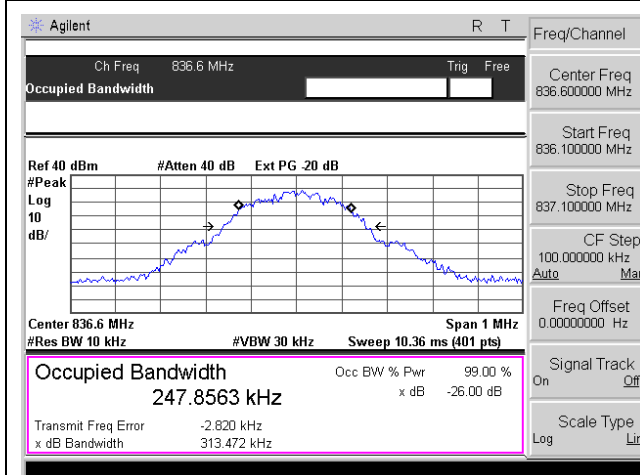 Agilent R T
Freq/Channel
Ch Freq 836.6 MHz Trig Free
Occupied Bandwidth
Center Freq
836.600000 MHz
Start Freq
836.100000 MHz
Stop Freq
837.100000 MHz
CF Step
100.000000 kHz
Auto Man
Freq Offset
0.00000000 Hz
Signal Track
On Off
Scale Type
Log Lin
Ref 40 dBm #Atten 40 dB Ext PG -20 dB
#Peak
Log
10
dB/
Center 836.6 MHz Span 1 MHz
#Res BW 10 kHz #VBW 30 kHz Sweep 10.36 ms (401 pts)
Occupied Bandwidth Occ BW % Pwr 99.00 %
247.8563 kHz x dB -26.00 dB
Transmit Freq Error -2.820 kHz
x dB Bandwidth 313.472 kHz